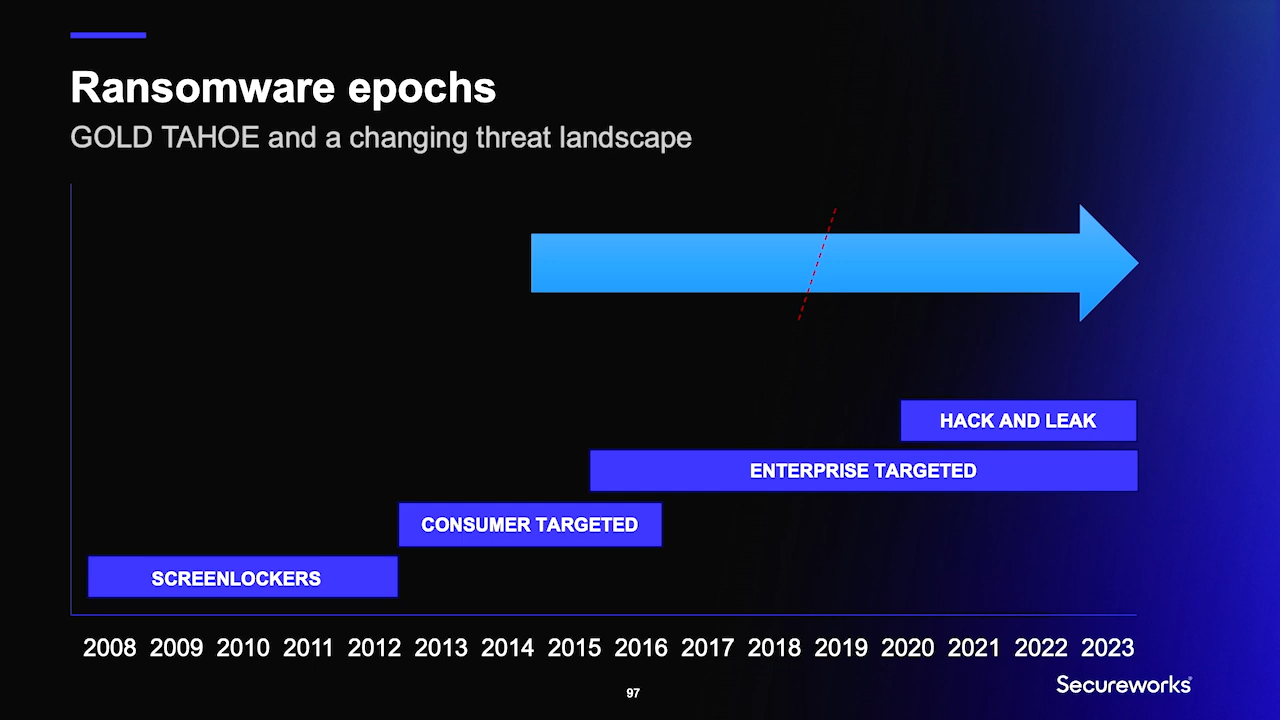 Ransomware epochs
GOLD TAHOE and a changing threat landscape
HACK AND LEAK
ENTERPRISE TARGETED
CONSUMER TARGETED
SCREENLOCKERS
2008 2009 2010 2011 2012 2013 2014 2015 2016 2017 2018 2019 2020 2021 2022 2023
Secureworks
97